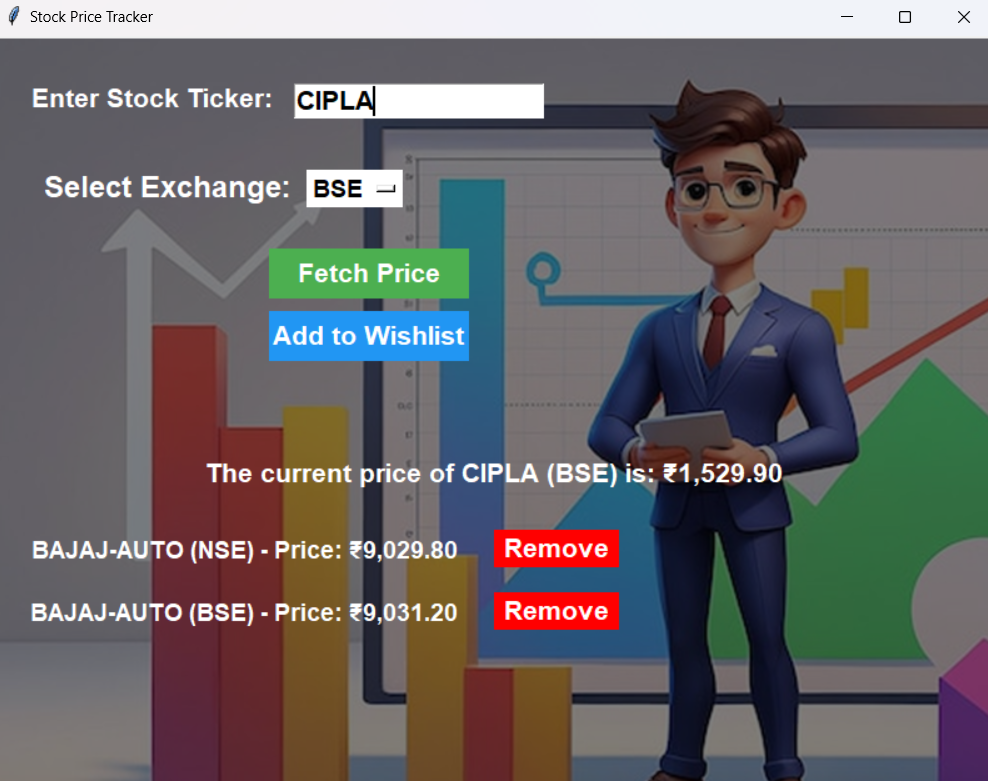 Stock Price Tracker
Enter Stock Ticker: CIPLA
Select Exchange: BSE
Fetch Price
Add to Wishlist
The current price of CIPLA (BSE) is: ₹1,529.90
BAJAJ-AUTO (NSE) - Price: ₹9,029.80 Remove
BAJAJ-AUTO (BSE) - Price: ₹9,031.20 Remove